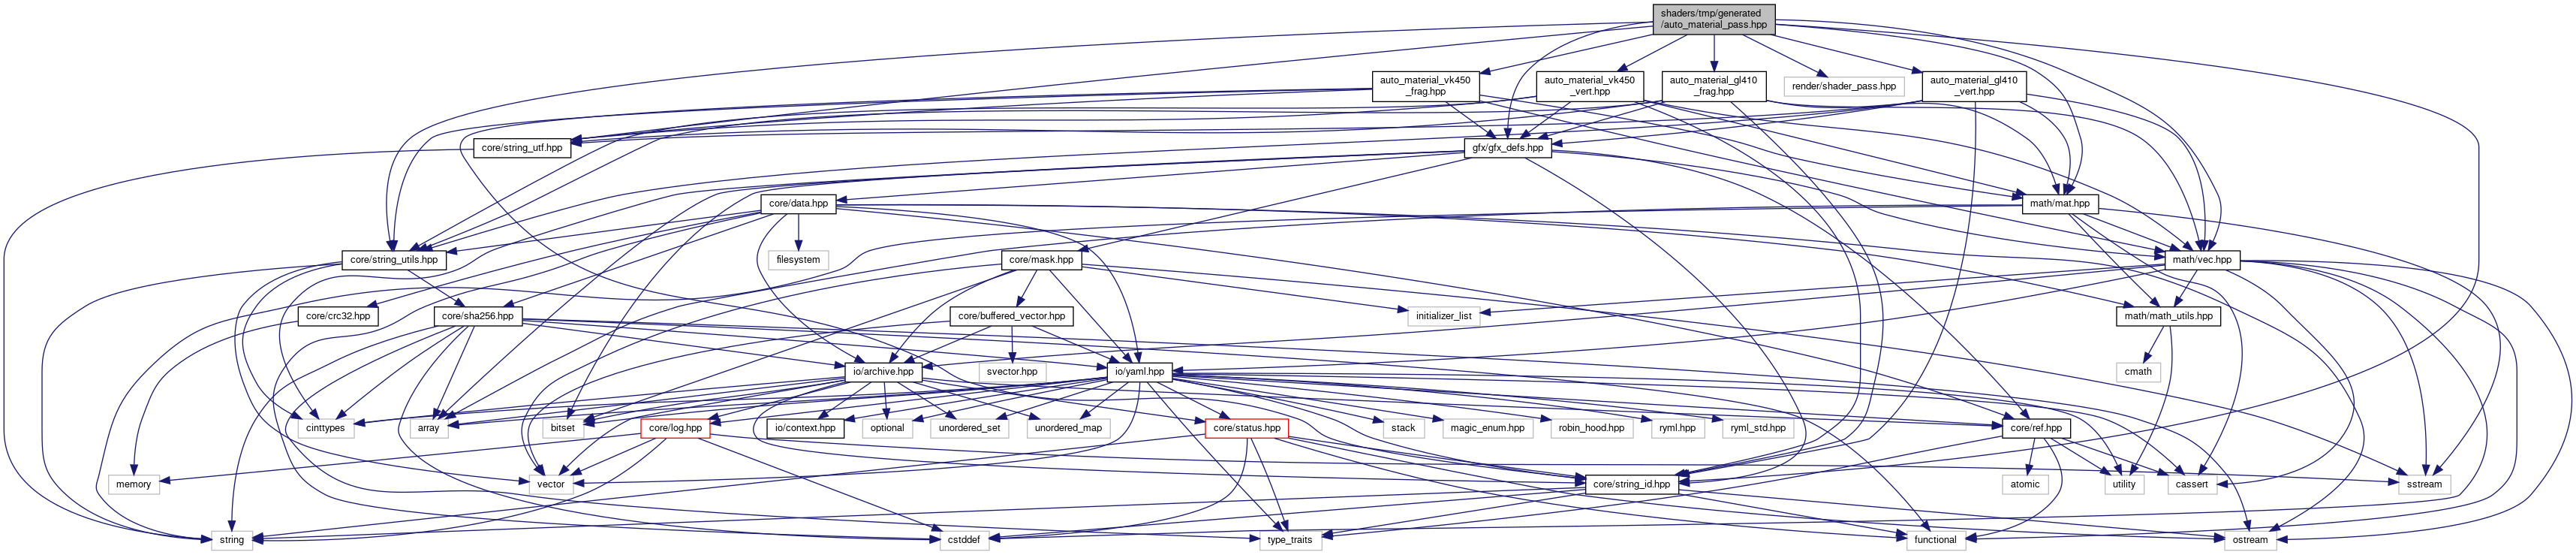 shaders/tmp/generated
/auto_material_pass.hpp
auto_material_vk450
_frag.hpp
auto_material_vk450
_vert.hpp
auto_material_gl410
_frag.hpp
render/shader_pass.hpp
auto_material_gl410
_vert.hpp
core/string_utf.hpp
gfx/gfx_defs.hpp
core/data.hpp
math/mat.hpp
core/string_utils.hpp
filesystem
core/mask.hpp
math/vec.hpp
core/crc32.hpp
core/sha256.hpp
core/buffered_vector.hpp
initializer_list
math/math_utils.hpp
io/archive.hpp
svector.hpp
io/yaml.hpp
cmath
cinttypes
array
bitset
core/log.hpp
io/context.hpp
optional
unordered_set
unordered_map
core/status.hpp
stack
magic_enum.hpp
robin_hood.hpp
ryml.hpp
ryml_std.hpp
core/ref.hpp
memory
vector
core/string_id.hpp
atomic
utility
cassert
sstream
string
cstddef
type_traits
functional
ostream